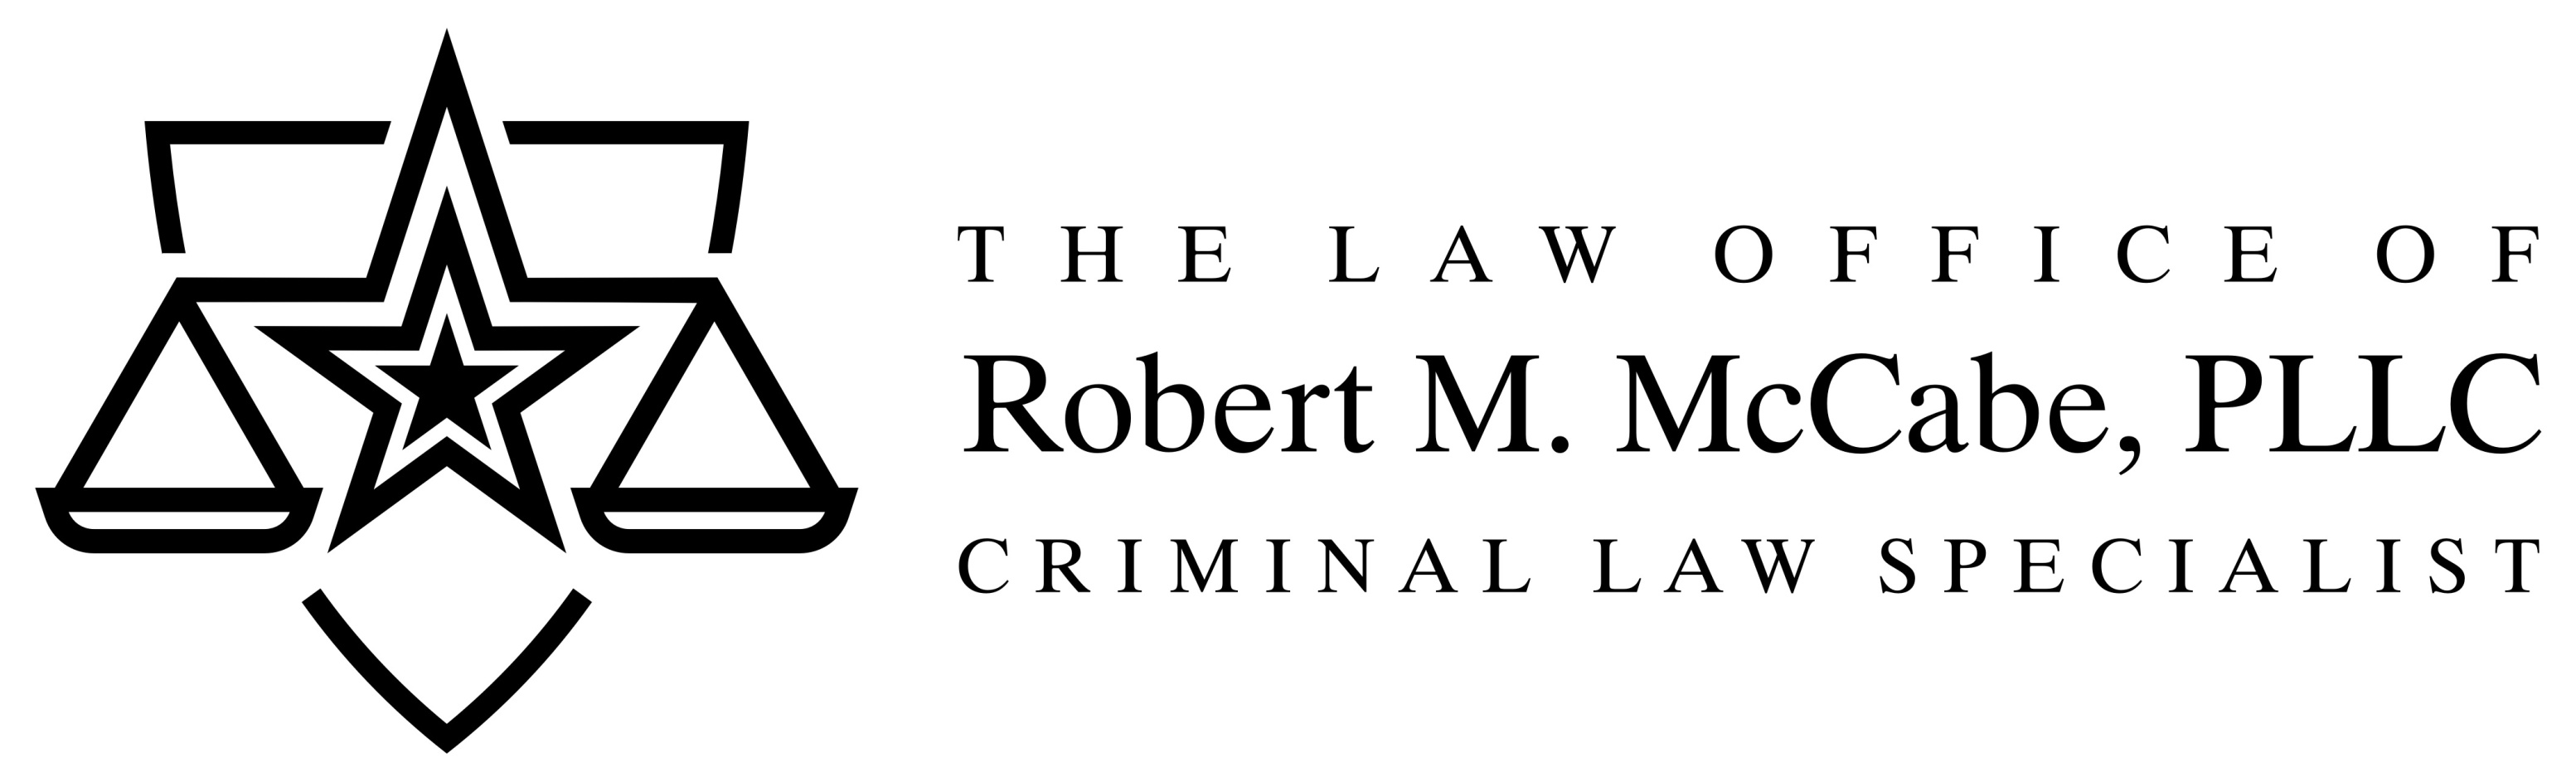 THE LAW OFFICE OF
Robert M. McCabe, PLLC
CRIMINAL LAW SPECIALIST